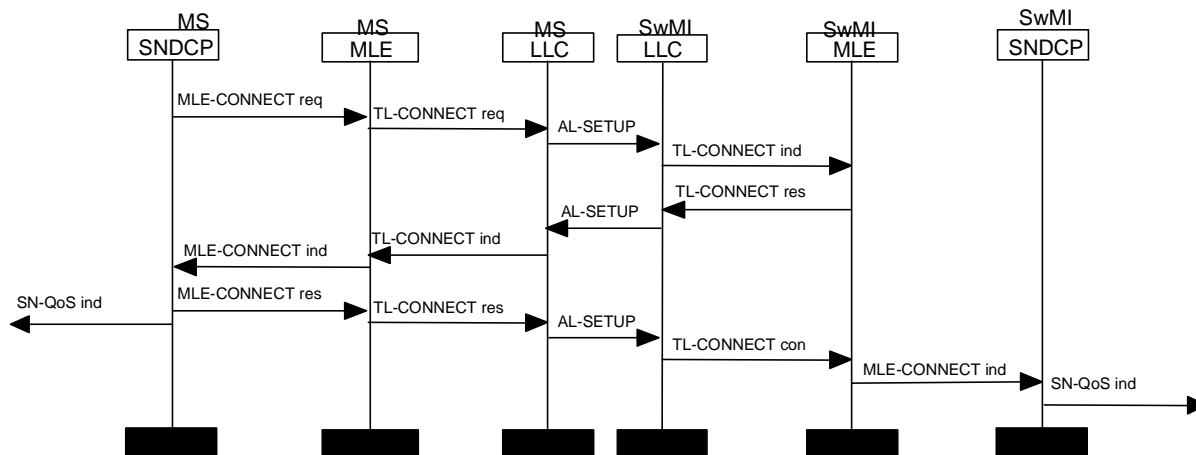 MS
SNDCP
MS
MLE
MS
LLC
SwMI
LLC
SwMI
MLE
SwMI
SNDCP
MLE-CONNECT req
TL-CONNECT req
AL-SETUP
TL-CONNECT ind
TL-CONNECT res
AL-SETUP
TL-CONNECT ind
MLE-CONNECT ind
MLE-CONNECT res
SN-QoS ind
TL-CONNECT res
AL-SETUP
TL-CONNECT con
MLE-CONNECT ind
SN-QoS ind